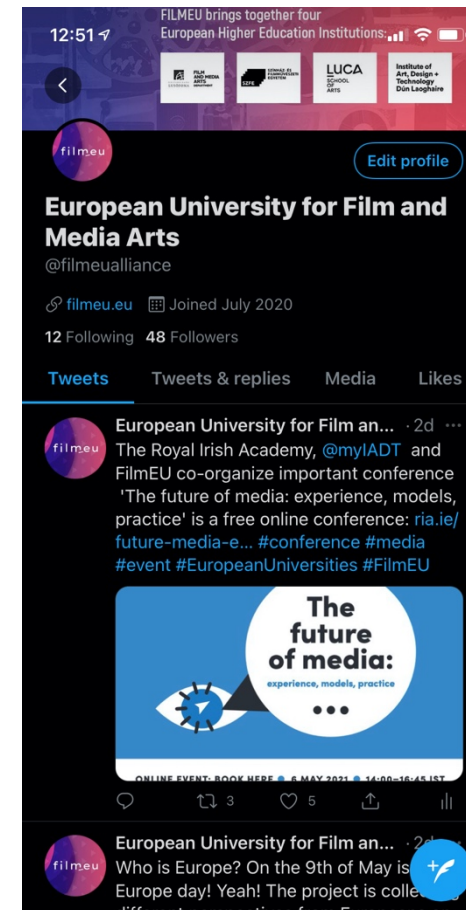 FILMEU brings together four
12:51
European Higher Education Institutions:
FILM
AND MEDIA
ARTS
SZFE
LUCA
SCHOOL
OF
ARTS
Institute of
Art, Design +
Technology
Dún Laoghaire
filmeu
Edit profile
European University for Film and
Media Arts
@filmeualliance
filmeu.eu Joined July 2020
12 Following 48 Followers
Tweets Tweets & replies Media Likes
filmeu
European University for Film an... · 2d
The Royal Irish Academy, @myIADT and
FilmEU co-organize important conference
'The future of media: experience, models,
practice' is a free online conference: ria.ie/
future-media-e... #conference #media
#event #EuropeanUniversities #FilmEU
The
future
of media:
experience, models, practice
ONLINE EVENT: BOOK HERE 6 MAY 2021 14:00–16:45 IST
3 5
filmeu
European University for Film an... · 2d
Who is Europe? On the 9th of May is
Europe day! Yeah! The project is